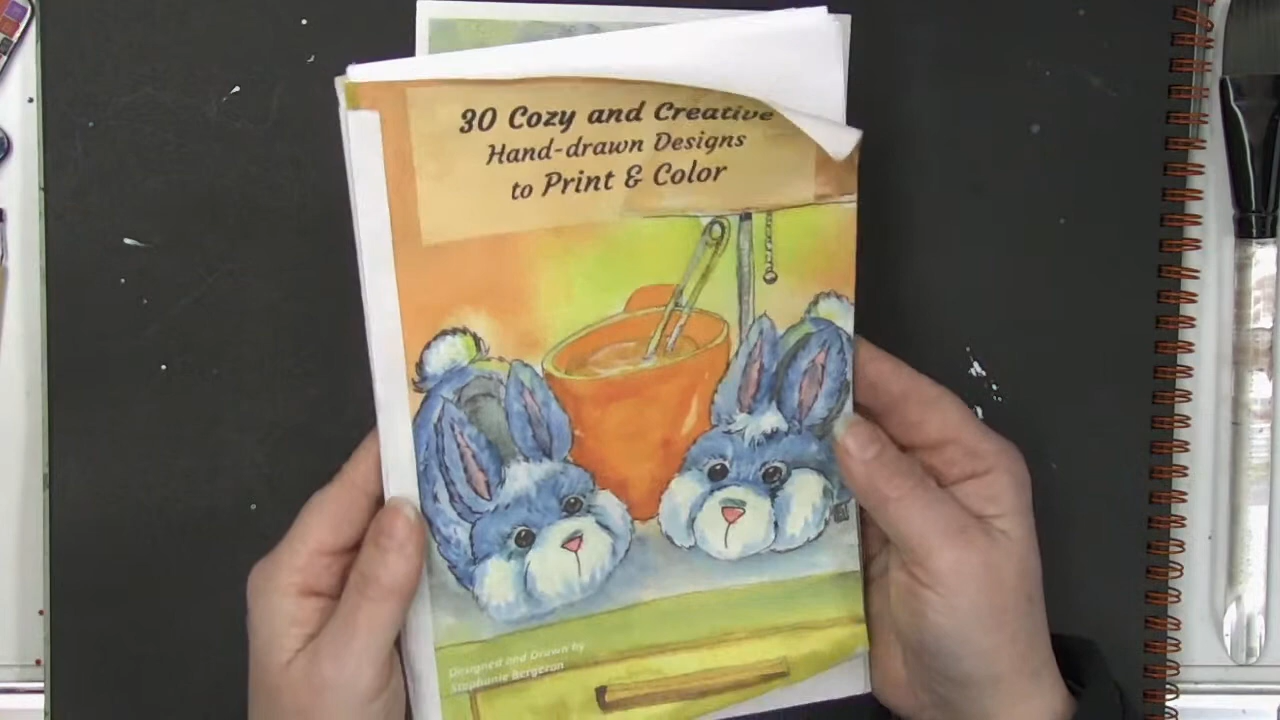 30 Cozy and Creative
Hand-drawn Designs
to Print & Color
Designed and Drawn by
Stephanie Bergeron